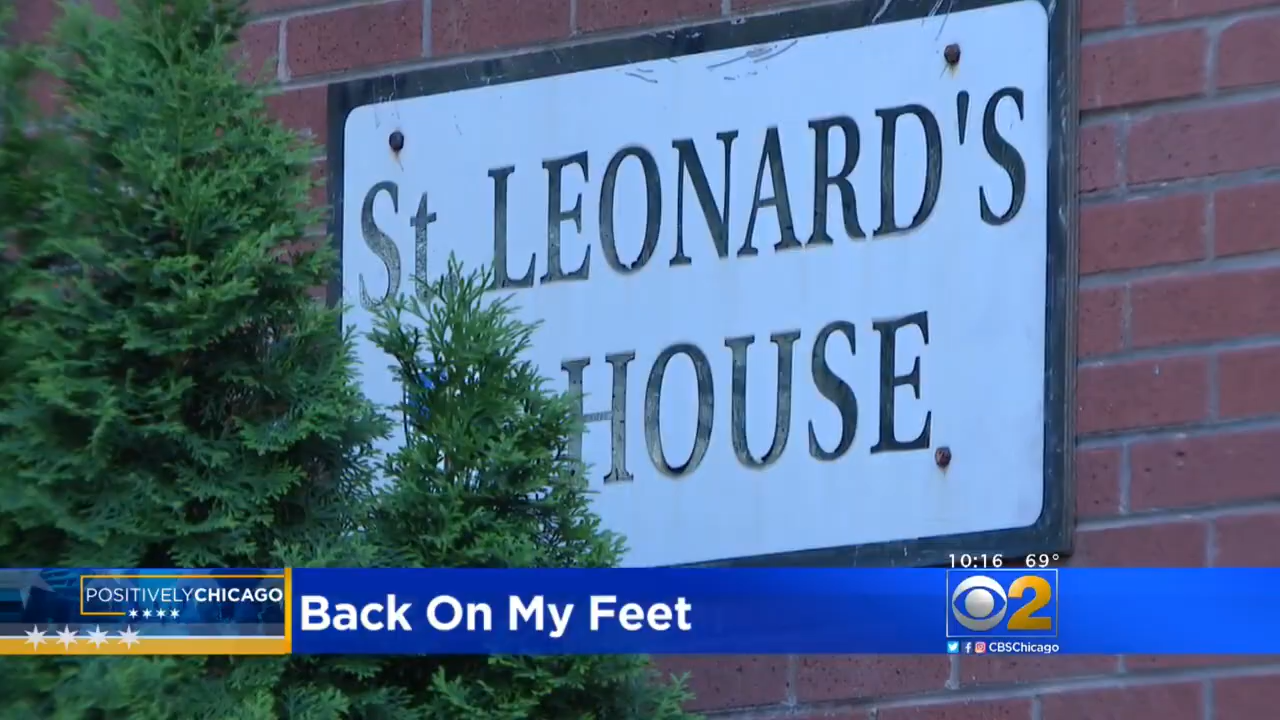 St. LEONARD'S
HOUSE
10:16 69°
POSITIVELYCHICAGO
Back On My Feet
2
CBSChicago